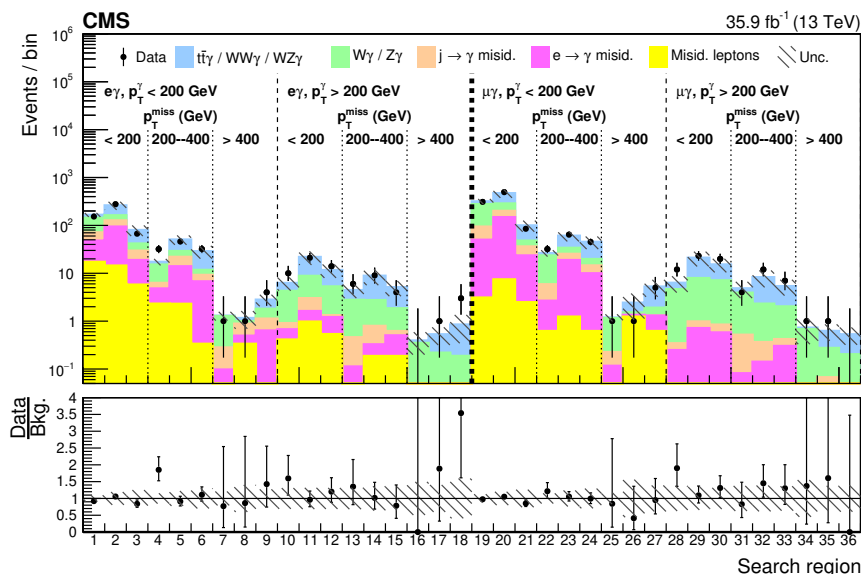 CMS 35.9 fb⁻¹ (13 TeV)
Events / bin
10⁶
10⁵
10⁴
10³
10²
10
1
10⁻¹
Data tt̄γ / WWγ / WZγ Wγ / Zγ j → γ misid. e → γ misid. Misid. leptons Unc.
eγ, p_T^γ < 200 GeV eγ, p_T^γ > 200 GeV μγ, p_T^γ < 200 GeV μγ, p_T^γ > 200 GeV
p_T^miss (GeV) p_T^miss (GeV) p_T^miss (GeV) p_T^miss (GeV)
< 200 200--400 > 400 < 200 200--400 > 400 < 200 200--400 > 400 < 200 200--400 > 400
Data
Bkg.
4
3.5
3
2.5
2
1.5
1
0.5
0
1 2 3 4 5 6 7 8 9 10 11 12 13 14 15 16 17 18 19 20 21 22 23 24 25 26 27 28 29 30 31 32 33 34 35 36
Search region